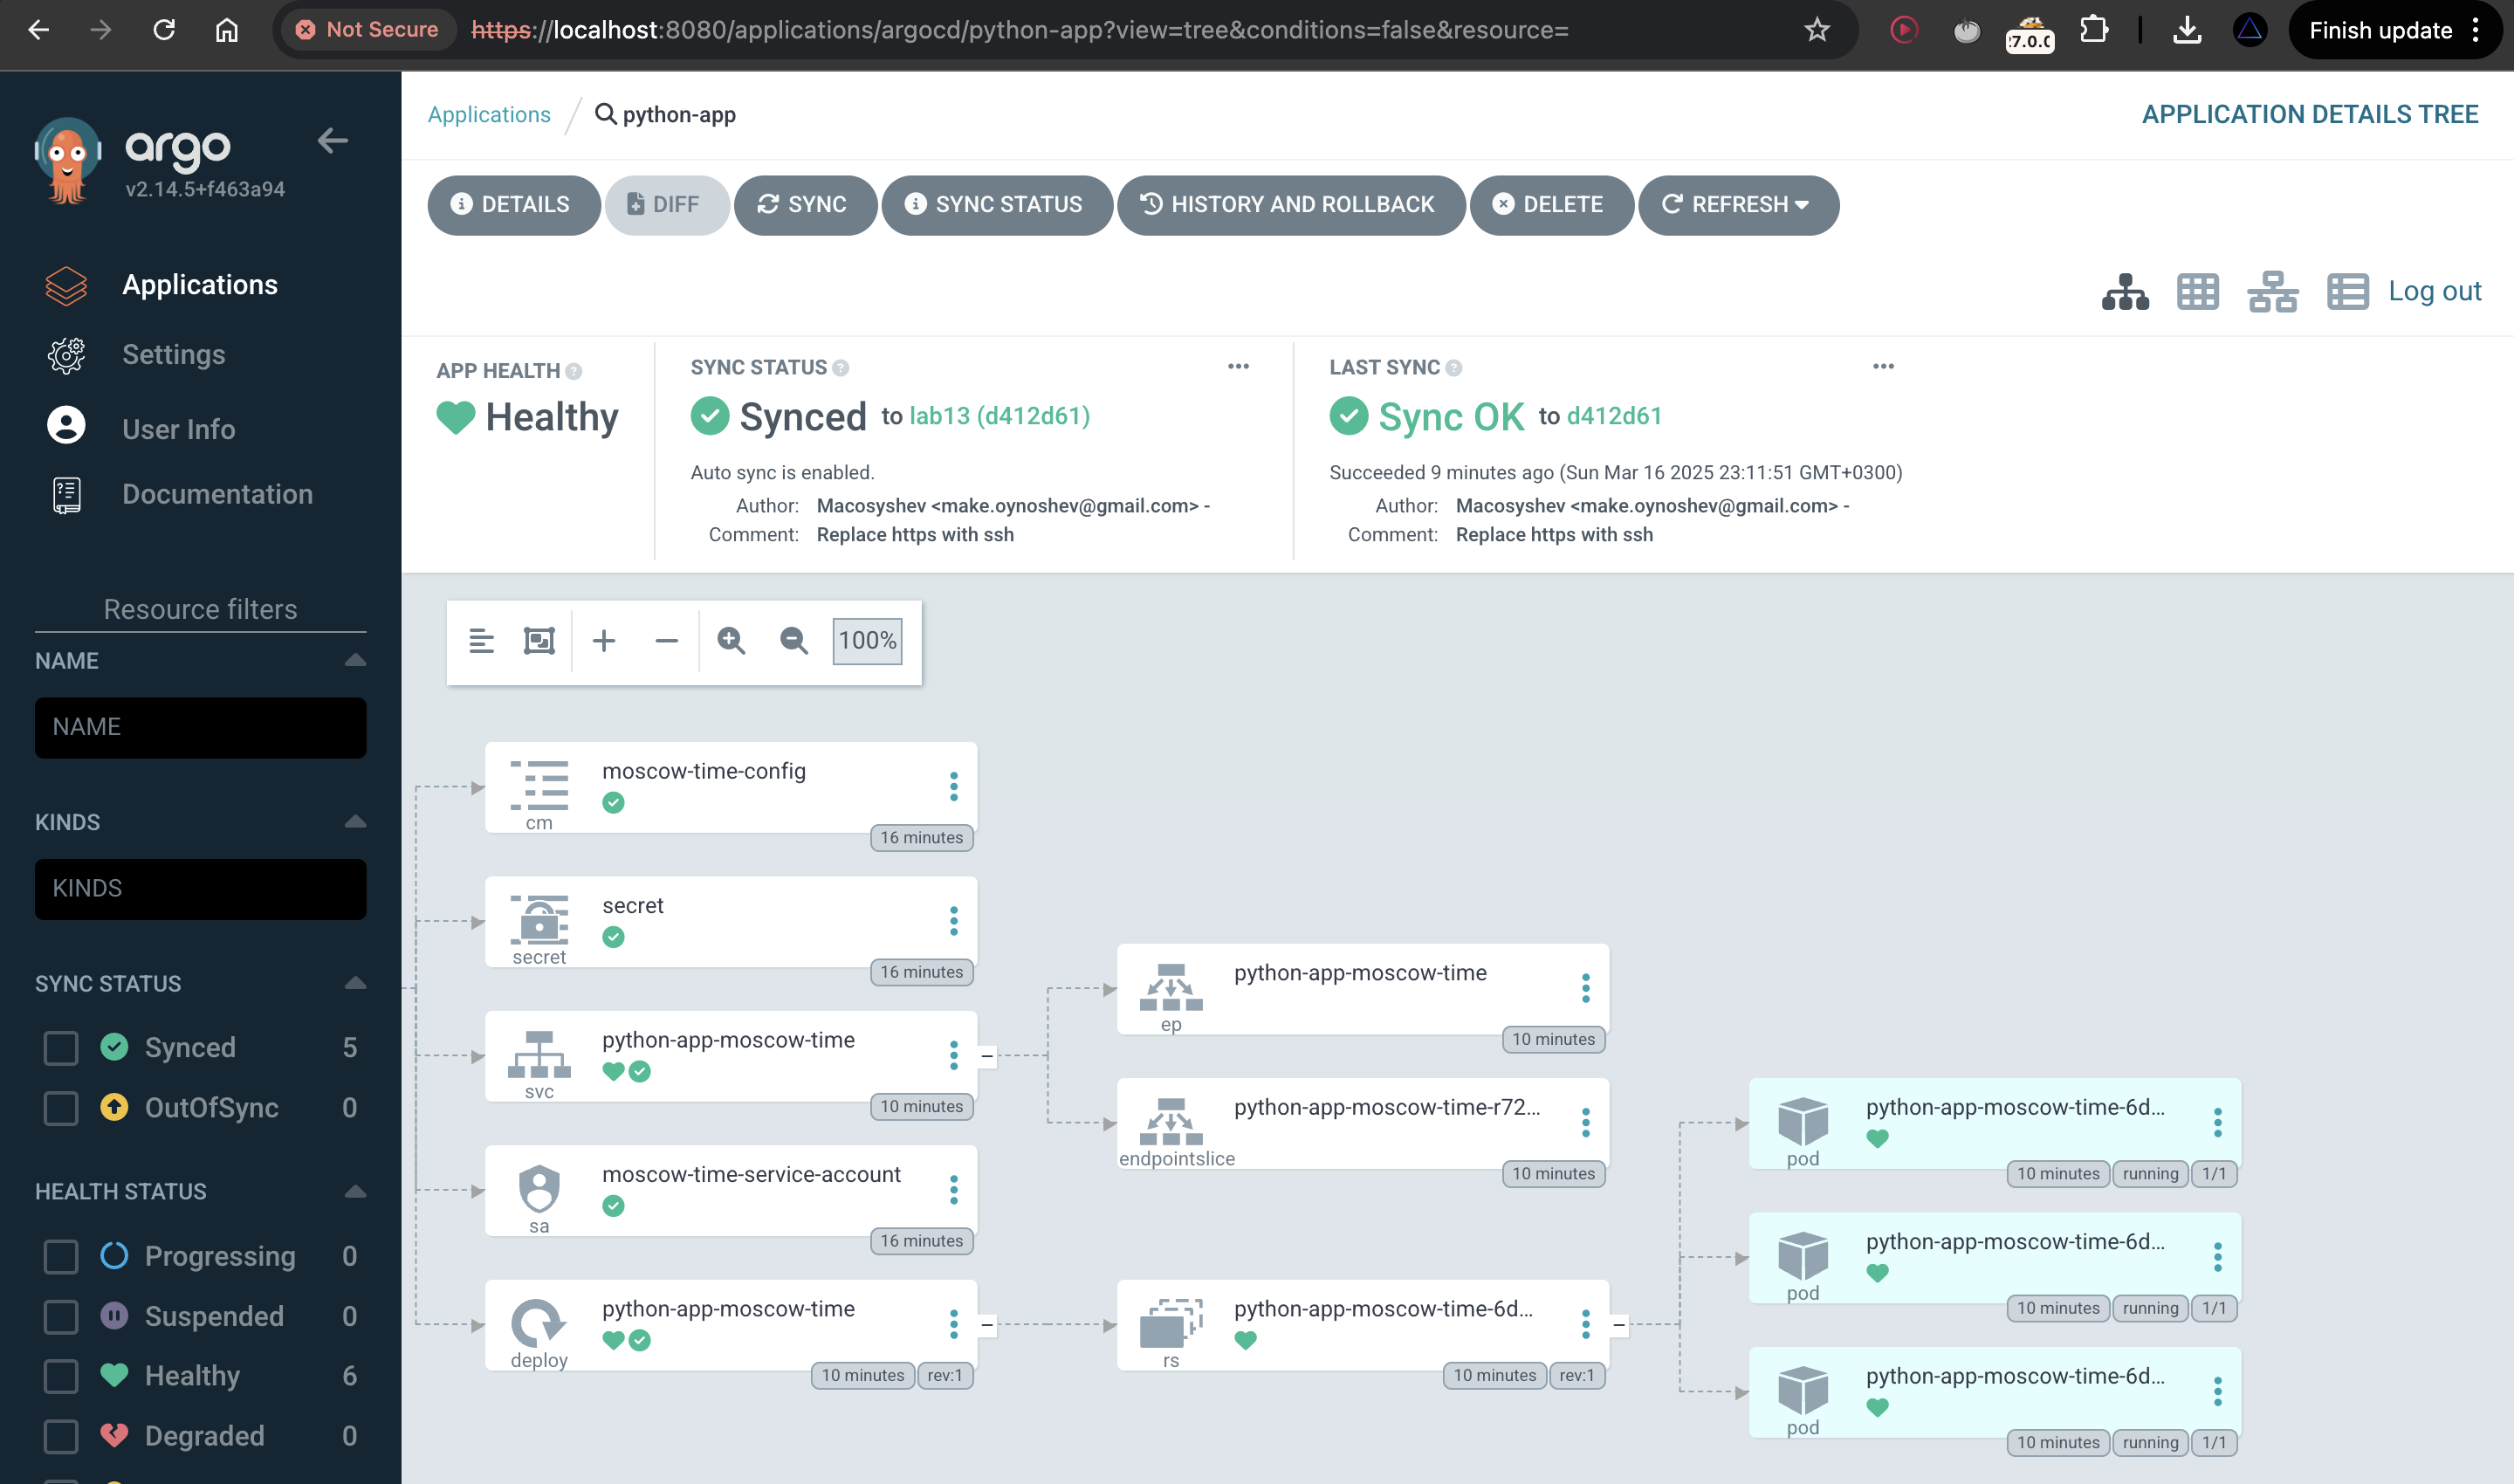 Not Secure https://localhost:8080/applications/argocd/python-app?view=tree&conditions=false&resource=
Finish update
argo
v2.14.5+f463a94
Applications
Settings
User Info
Documentation
Resource filters
NAME
NAME
KINDS
KINDS
SYNC STATUS
Synced 5
OutOfSync 0
HEALTH STATUS
Progressing 0
Suspended 0
Healthy 6
Degraded 0
Applications / python-app
APPLICATION DETAILS TREE
DETAILS DIFF SYNC SYNC STATUS HISTORY AND ROLLBACK DELETE REFRESH
Log out
APP HEALTH
Healthy
SYNC STATUS
Synced to lab13 (d412d61)
Auto sync is enabled.
Author: Macosyshev <make.oynoshev@gmail.com> -
Comment: Replace https with ssh
LAST SYNC
Sync OK to d412d61
Succeeded 9 minutes ago (Sun Mar 16 2025 23:11:51 GMT+0300)
Author: Macosyshev <make.oynoshev@gmail.com> -
Comment: Replace https with ssh
100%
moscow-time-config
cm
16 minutes
secret
secret
16 minutes
python-app-moscow-time
svc
10 minutes
moscow-time-service-account
sa
16 minutes
python-app-moscow-time
deploy
10 minutes rev:1
python-app-moscow-time
ep
10 minutes
python-app-moscow-time-r72...
endpointslice
10 minutes
python-app-moscow-time-6d...
rs
10 minutes rev:1
python-app-moscow-time-6d...
pod
10 minutes running 1/1
python-app-moscow-time-6d...
pod
10 minutes running 1/1
python-app-moscow-time-6d...
pod
10 minutes running 1/1